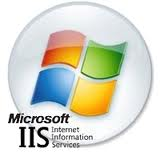 Microsoft
IIS Internet
Information
Services